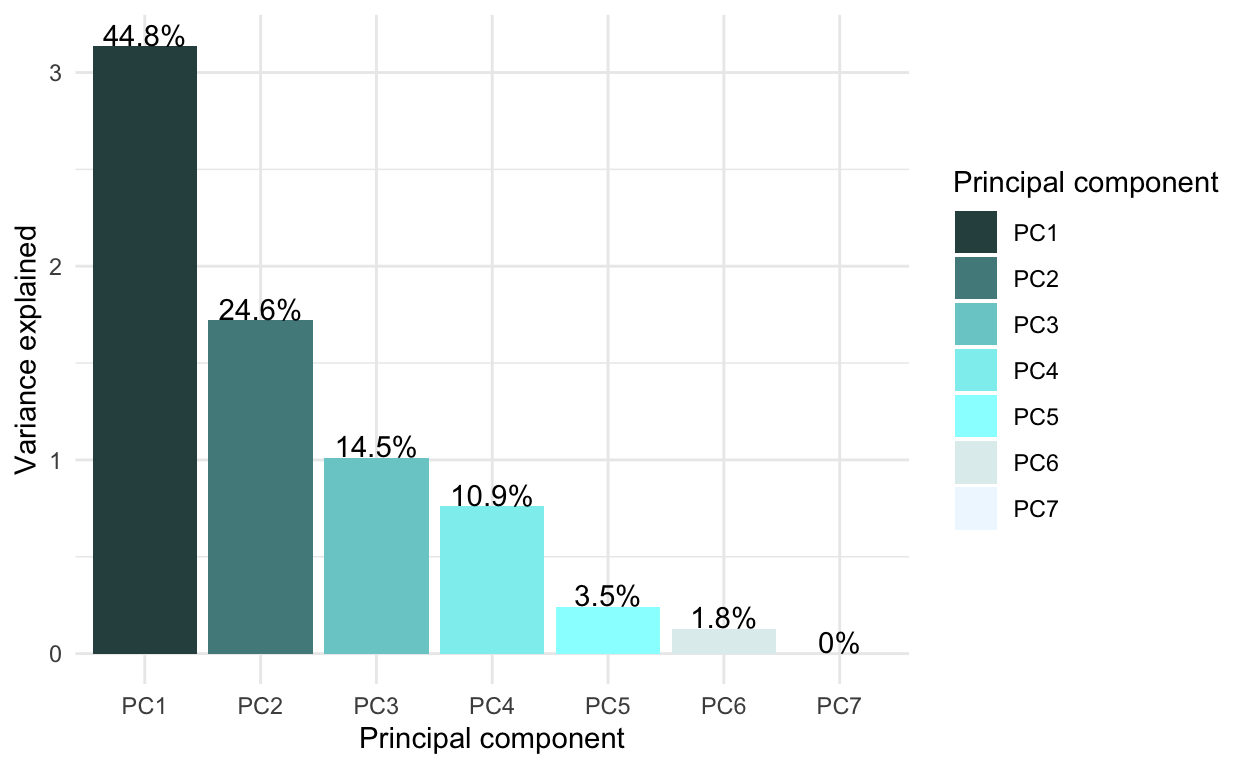 44.8%
24.6%
14.5%
10.9%
3.5%
1.8%
0%
3
2
1
0
Variance explained
PC1 PC2 PC3 PC4 PC5 PC6 PC7
Principal component
Principal component
PC1
PC2
PC3
PC4
PC5
PC6
PC7